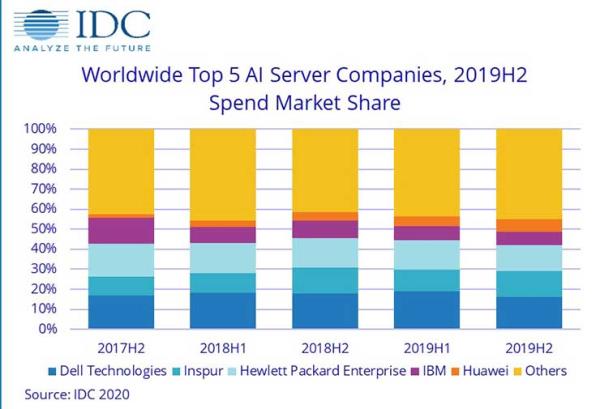 IDC
ANALYZE THE FUTURE
Worldwide Top 5 AI Server Companies, 2019H2
Spend Market Share
100%
90%
80%
70%
60%
50%
40%
30%
20%
10%
0%
2017H2 2018H1 2018H2 2019H1 2019H2
Dell Technologies Inspur Hewlett Packard Enterprise IBM Huawei Others
Source: IDC 2020